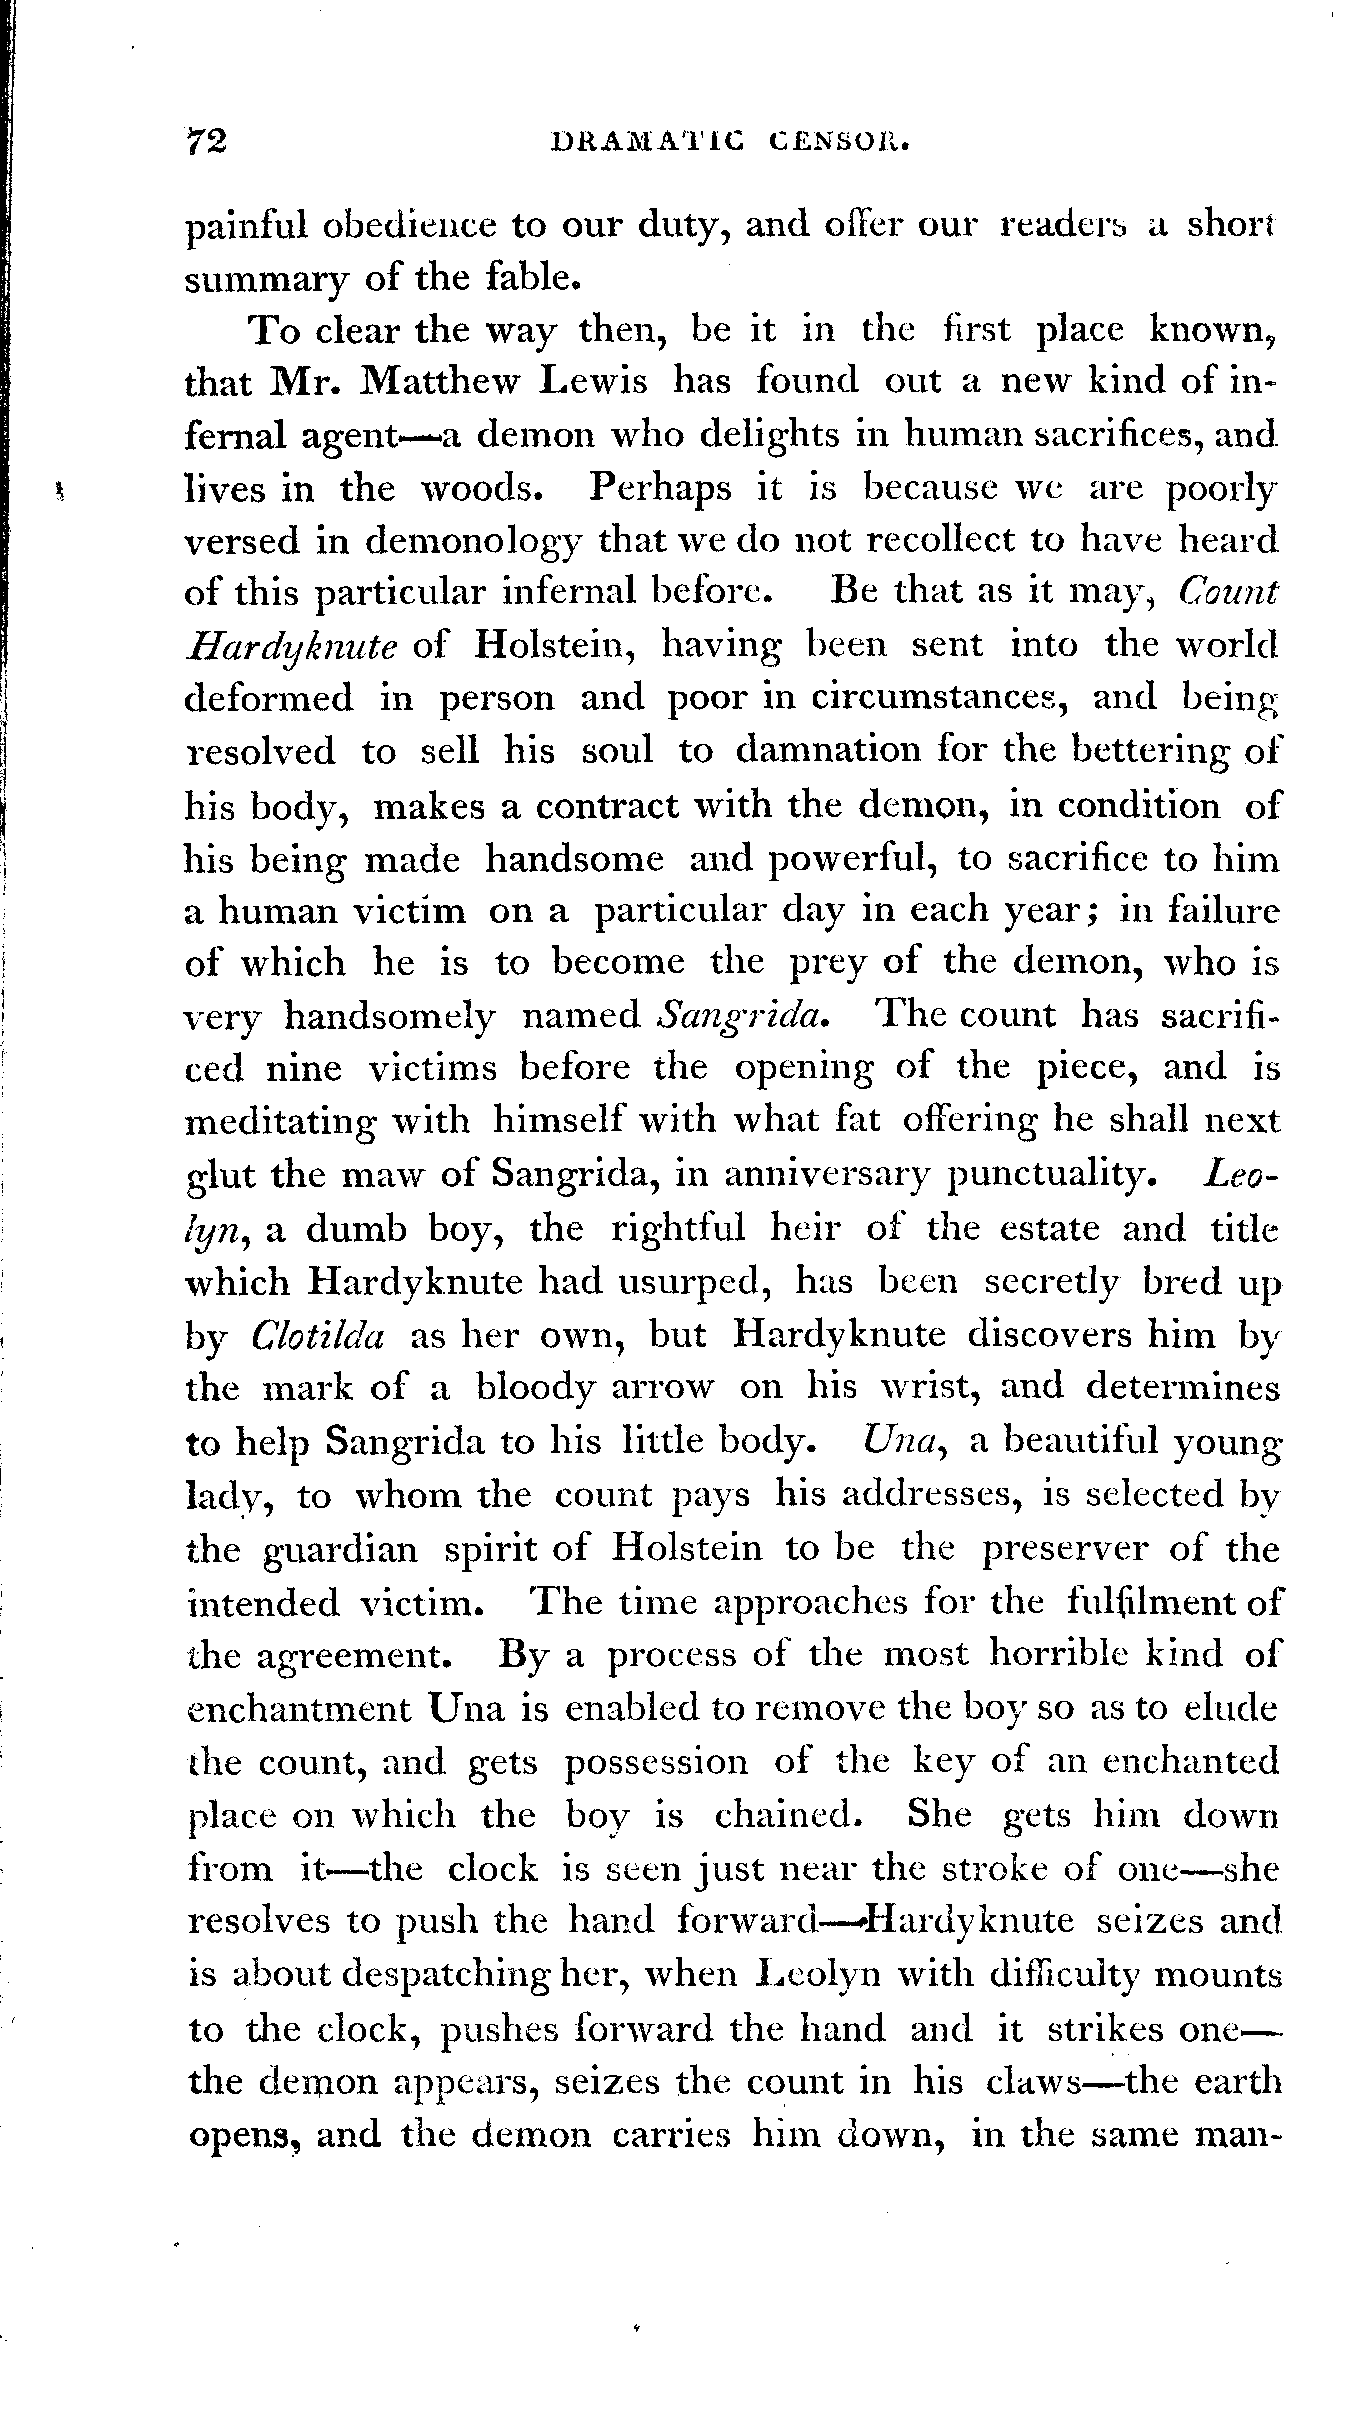 72 DRAMATIC CENSOR.
painful obedience to our duty, and offer our readers a short
summary of the fable.
To clear the way then, be it in the first place known,
that Mr. Matthew Lewis has found out a new kind of in-
fernal agent—a demon who delights in human sacrifices, and
lives in the woods. Perhaps it is because we are poorly
versed in demonology that we do not recollect to have heard
of this particular infernal before. Be that as it may, Count
Hardyknute of Holstein, having been sent into the world
deformed in person and poor in circumstances, and being
resolved to sell his soul to damnation for the bettering of
his body, makes a contract with the demon, in condition of
his being made handsome and powerful, to sacrifice to him
a human victim on a particular day in each year; in failure
of which he is to become the prey of the demon, who is
very handsomely named Sangrida. The count has sacrifi-
ced nine victims before the opening of the piece, and is
meditating with himself with what fat offering he shall next
glut the maw of Sangrida, in anniversary punctuality. Leo-
lyn, a dumb boy, the rightful heir of the estate and title
which Hardyknute had usurped, has been secretly bred up
by Clotilda as her own, but Hardyknute discovers him by
the mark of a bloody arrow on his wrist, and determines
to help Sangrida to his little body. Una, a beautiful young
lady, to whom the count pays his addresses, is selected by
the guardian spirit of Holstein to be the preserver of the
intended victim. The time approaches for the fulfilment of
the agreement. By a process of the most horrible kind of
enchantment Una is enabled to remove the boy so as to elude
the count, and gets possession of the key of an enchanted
place on which the boy is chained. She gets him down
from it—the clock is seen just near the stroke of one—she
resolves to push the hand forward—Hardyknute seizes and
is about despatching her, when Leolyn with difficulty mounts
to the clock, pushes forward the hand and it strikes one—
the demon appears, seizes the count in his claws—the earth
opens, and the demon carries him down, in the same man-